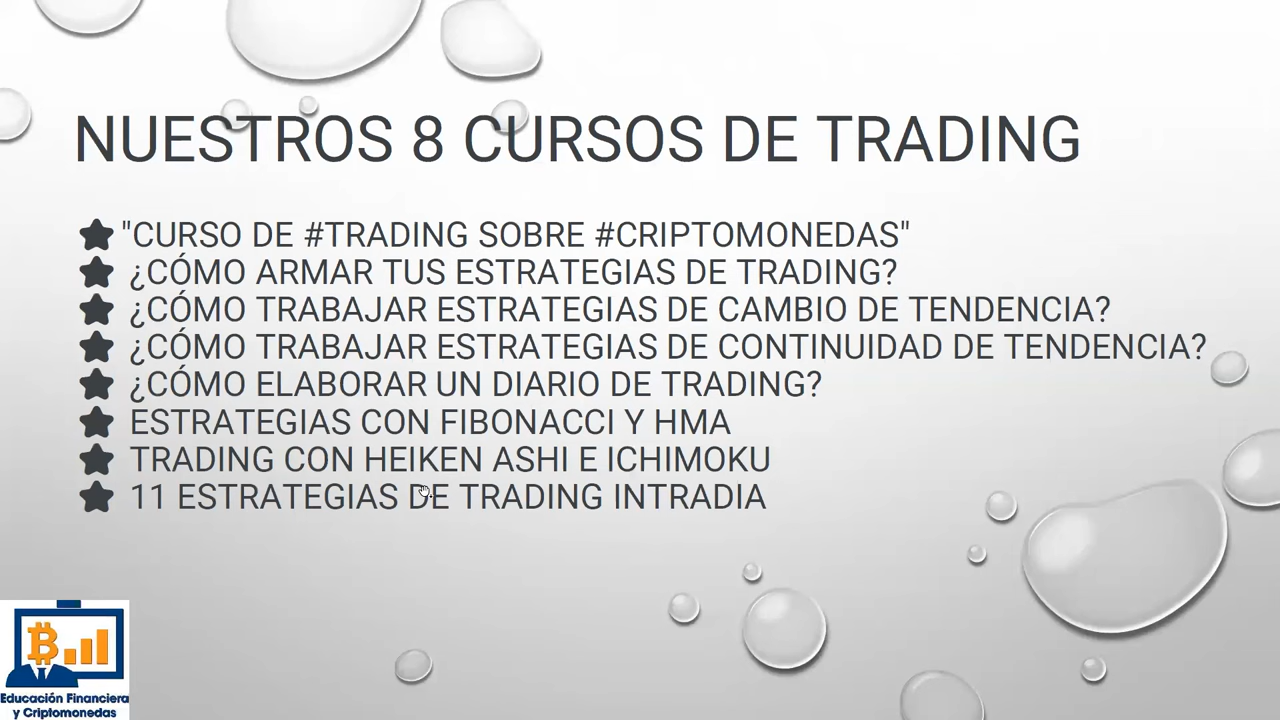 NUESTROS 8 CURSOS DE TRADING
"CURSO DE #TRADING SOBRE #CRIPTOMONEDAS"
¿CÓMO ARMAR TUS ESTRATEGIAS DE TRADING?
¿CÓMO TRABAJAR ESTRATEGIAS DE CAMBIO DE TENDENCIA?
¿CÓMO TRABAJAR ESTRATEGIAS DE CONTINUIDAD DE TENDENCIA?
¿CÓMO ELABORAR UN DIARIO DE TRADING?
ESTRATEGIAS CON FIBONACCI Y HMA
TRADING CON HEIKEN ASHI E ICHIMOKU
11 ESTRATEGIAS DE TRADING INTRADIA
Educación Financiera
y Criptomonedas